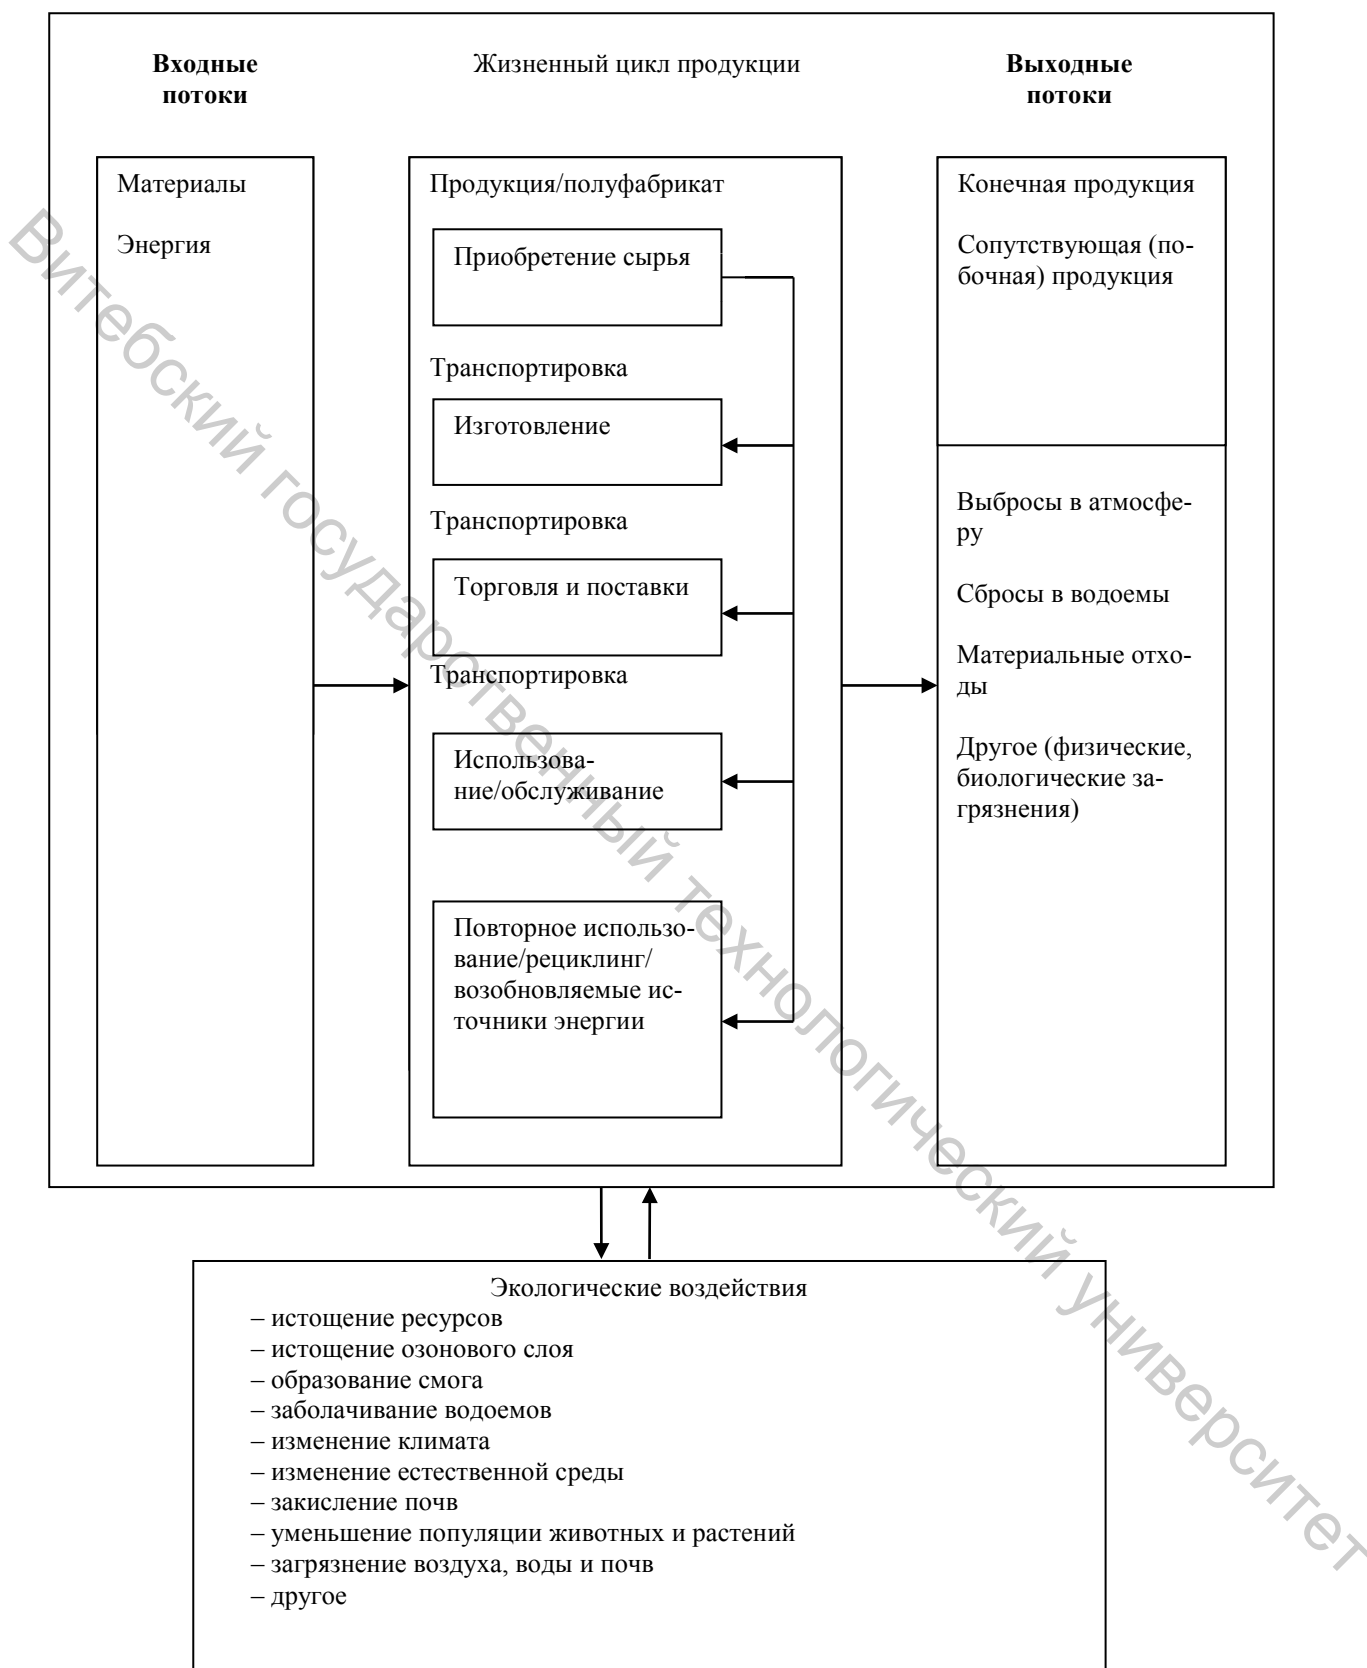 Входные
потоки
Жизненный цикл продукции
Выходные
потоки
Материалы
Энергия
Продукция/полуфабрикат
Приобретение сырья
Транспортировка
Изготовление
Транспортировка
Торговля и поставки
Транспортировка
Использова-
ние/обслуживание
Повторное использо-
вание/рециклинг/
возобновляемые ис-
точники энергии
Конечная продукция
Сопутствующая (по-
бочная) продукция
Выбросы в атмосфе-
ру
Сбросы в водоемы
Материальные отхо-
ды
Другое (физические,
биологические за-
грязнения)
Экологические воздействия
– истощение ресурсов
– истощение озонового слоя
– образование смога
– заболачивание водоемов
– изменение климата
– изменение естественной среды
– закисление почв
– уменьшение популяции животных и растений
– загрязнение воздуха, воды и почв
– другое
Витебский государственный технологический университет